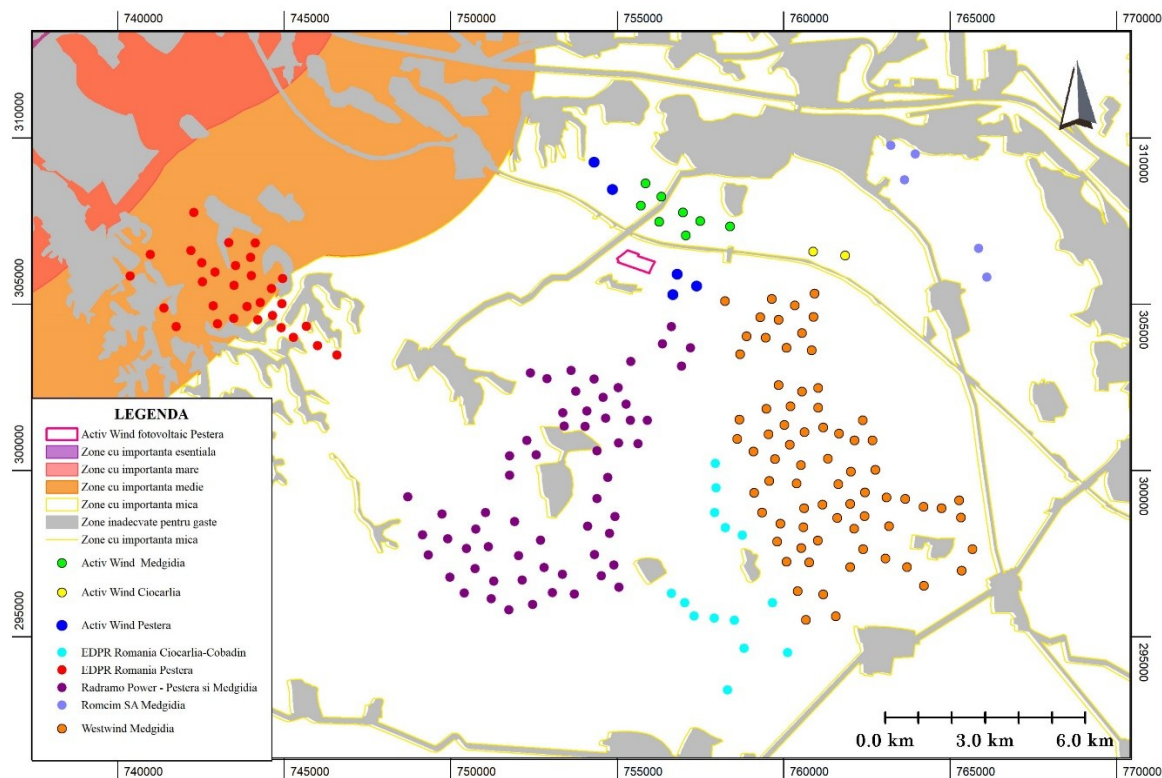 740000 745000 750000 755000 760000 765000 770000
310000 310000
305000 305000
300000 300000
295000 295000
LEGENDA
Activ Wind fotovoltaic Pestera
Zone cu importanta esentiala
Zone cu importanta mare
Zone cu importanta medie
Zone cu importanta mica
Zone inadecvate pentru gaste
Zone cu importanta mica
Activ Wind Medgidia
Activ Wind Ciocarlia
Activ Wind Pestera
EDPR Romania Ciocarlia-Cobadin
EDPR Romania Pestera
Radramo Power - Pestera si Medgidia
Romcim SA Medgidia
Westwind Medgidia
0.0 km 3.0 km 6.0 km
740000 745000 750000 755000 760000 765000 770000